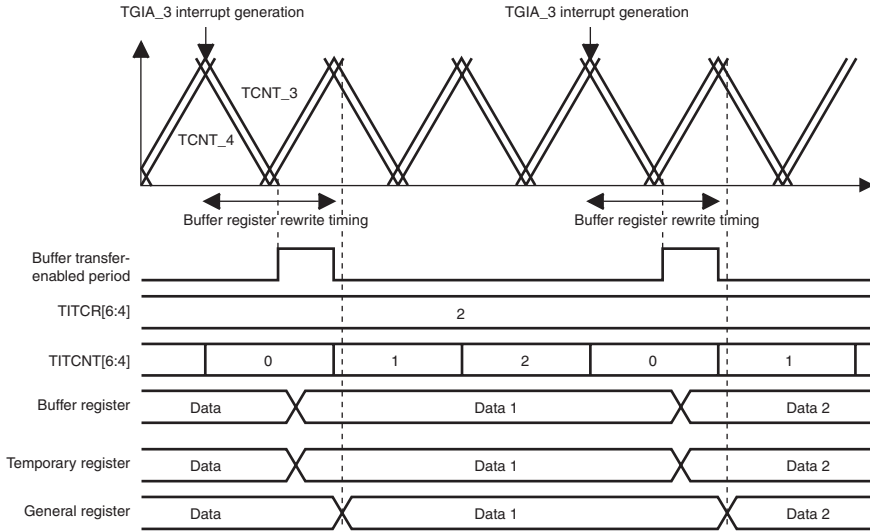 TGIA_3 interrupt generation TGIA_3 interrupt generation
TCNT_3
TCNT_4
Buffer register rewrite timing Buffer register rewrite timing
Buffer transfer-
enabled period
TITCR[6:4] 2
TITCNT[6:4] 0 1 2 0 1
Buffer register Data Data 1 Data 2
Temporary register Data Data 1 Data 2
General register Data Data 1 Data 2